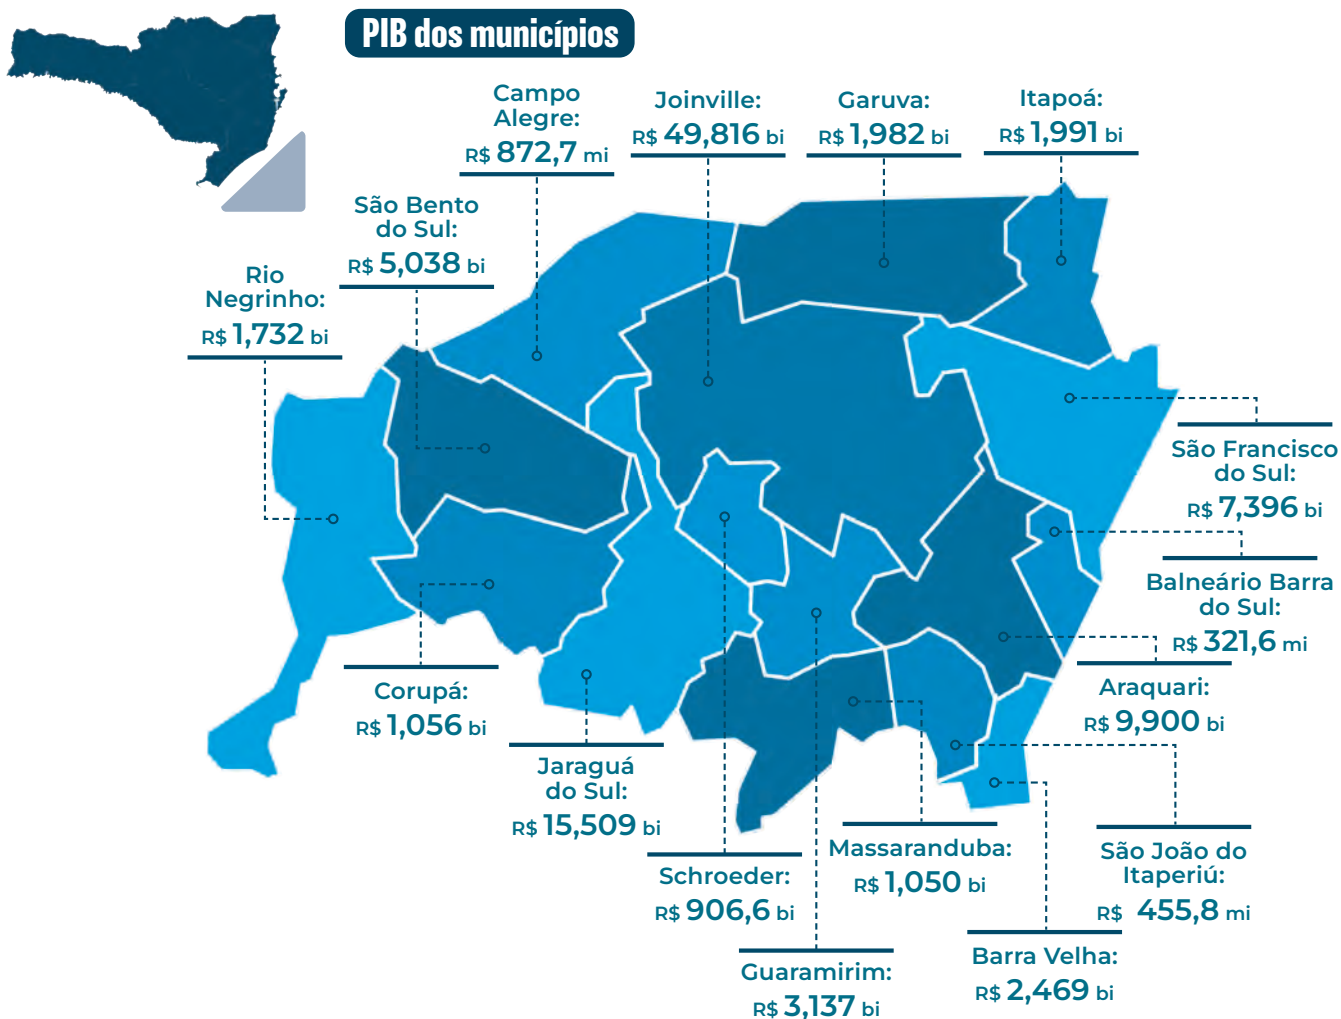 PIB dos municípios
Campo
Alegre:
R$ 872,7 mi
Joinville:
R$ 49,816 bi
Garuva:
R$ 1,982 bi
Itapoá:
R$ 1,991 bi
São Bento
do Sul:
R$ 5,038 bi
Rio
Negrinho:
R$ 1,732 bi
São Francisco
do Sul:
R$ 7,396 bi
Balneário Barra
do Sul:
R$ 321,6 mi
Araquari:
R$ 9,900 bi
Corupá:
R$ 1,056 bi
Jaraguá
do Sul:
R$ 15,509 bi
Schroeder:
R$ 906,6 bi
Massaranduba:
R$ 1,050 bi
São João do
Itaperiú:
R$ 455,8 mi
Guaramirim:
R$ 3,137 bi
Barra Velha:
R$ 2,469 bi